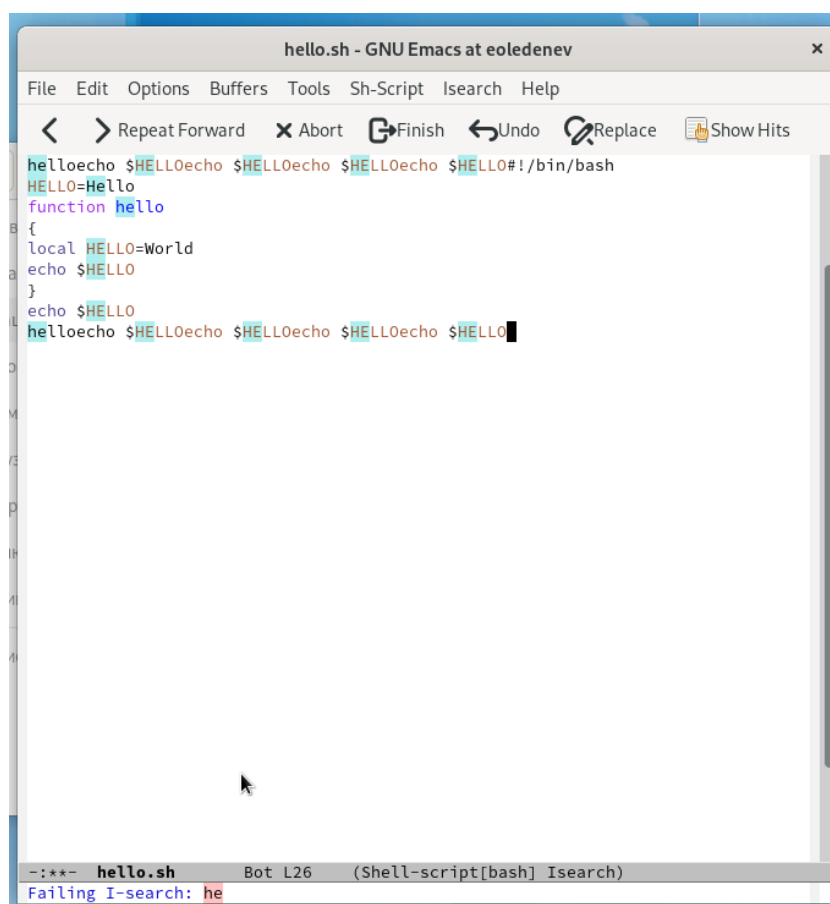 hello.sh - GNU Emacs at eoledenev ×
File Edit Options Buffers Tools Sh-Script Isearch Help
Repeat Forward Abort Finish Undo Replace Show Hits
helloecho $HELLOecho $HELLOecho $HELLOecho $HELLO#!/bin/bash
HELLO=Hello
function hello
{
local HELLO=World
echo $HELLO
}
echo $HELLO
helloecho $HELLOecho $HELLOecho $HELLOecho $HELLO
-:**- hello.sh Bot L26 (Shell-script[bash] Isearch)
Failing I-search: he